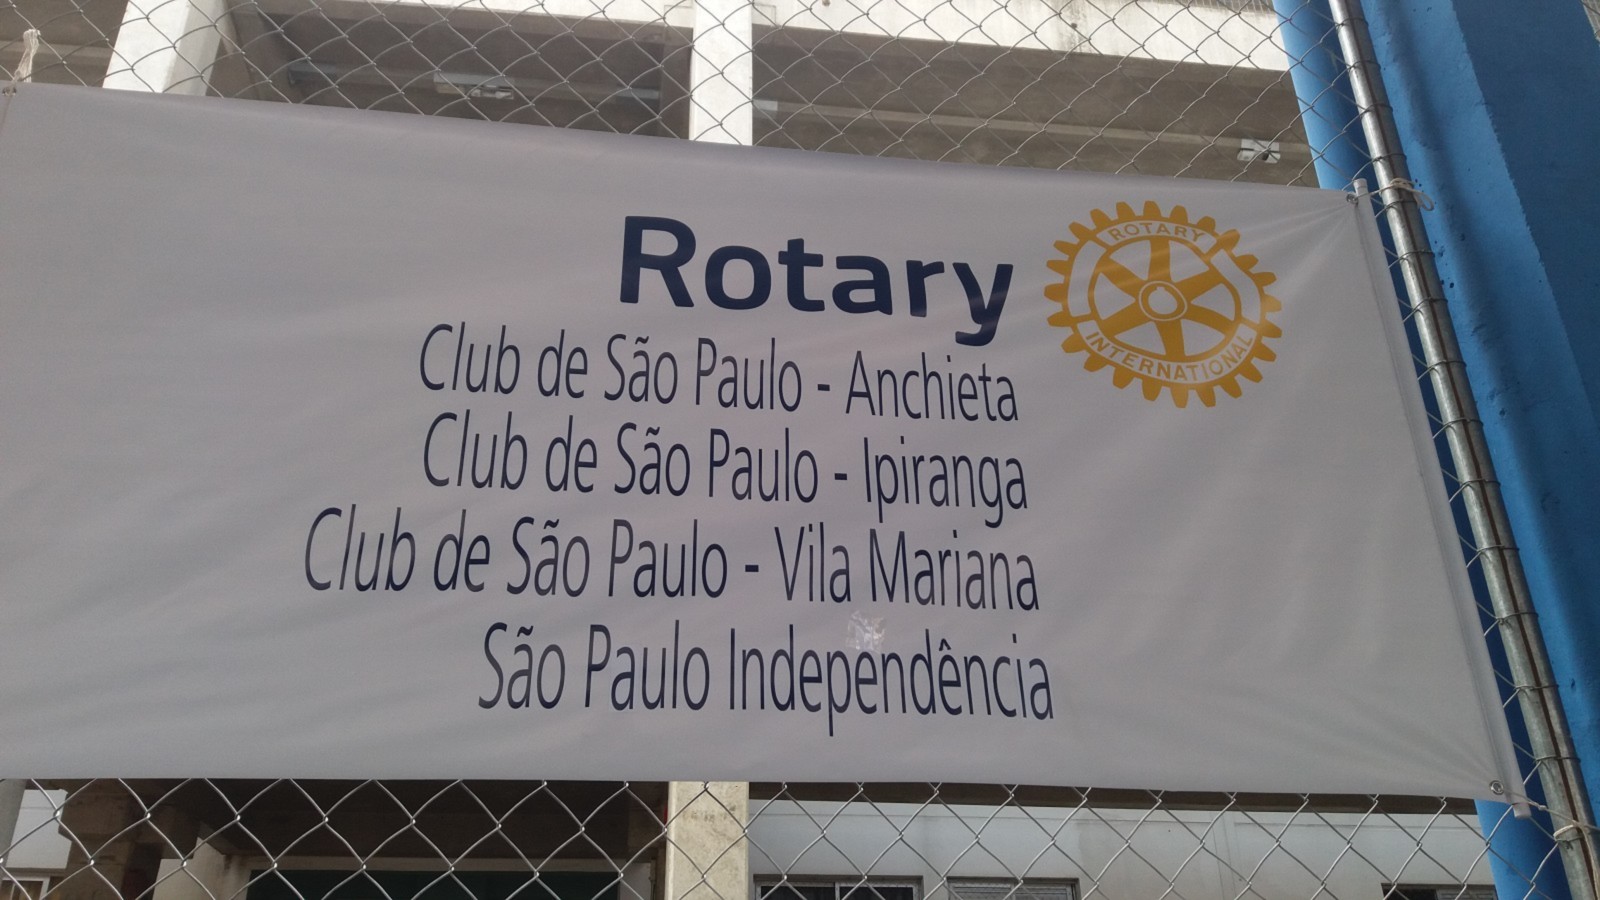 Rotary
ROTARY
INTERNATIONAL
Club de São Paulo - Anchieta
Club de São Paulo - Ipiranga
Club de São Paulo - Vila Mariana
São Paulo Independência